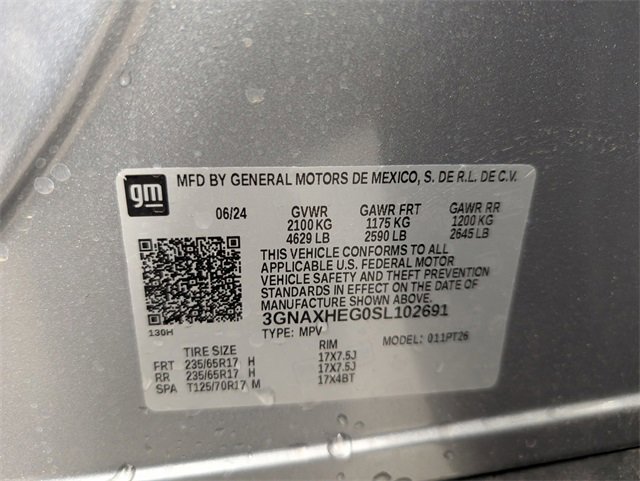 gm MFD BY GENERAL MOTORS DE MEXICO, S. DE R.L. DE C.V.
06/24 GVWR GAWR FRT GAWR RR
2100 KG 1175 KG 1200 KG
4629 LB 2590 LB 2645 LB
THIS VEHICLE CONFORMS TO ALL
APPLICABLE U.S. FEDERAL MOTOR
VEHICLE SAFETY AND THEFT PREVENTION
STANDARDS IN EFFECT ON THE DATE OF
MANUFACTURE SHOWN ABOVE.
3GNAXHEG0SL102691
130H TYPE: MPV MODEL: 011PT26
TIRE SIZE RIM
FRT 235/65R17 H 17X7.5J
RR 235/65R17 H 17X7.5J
SPA T125/70R17 M 17X4BT